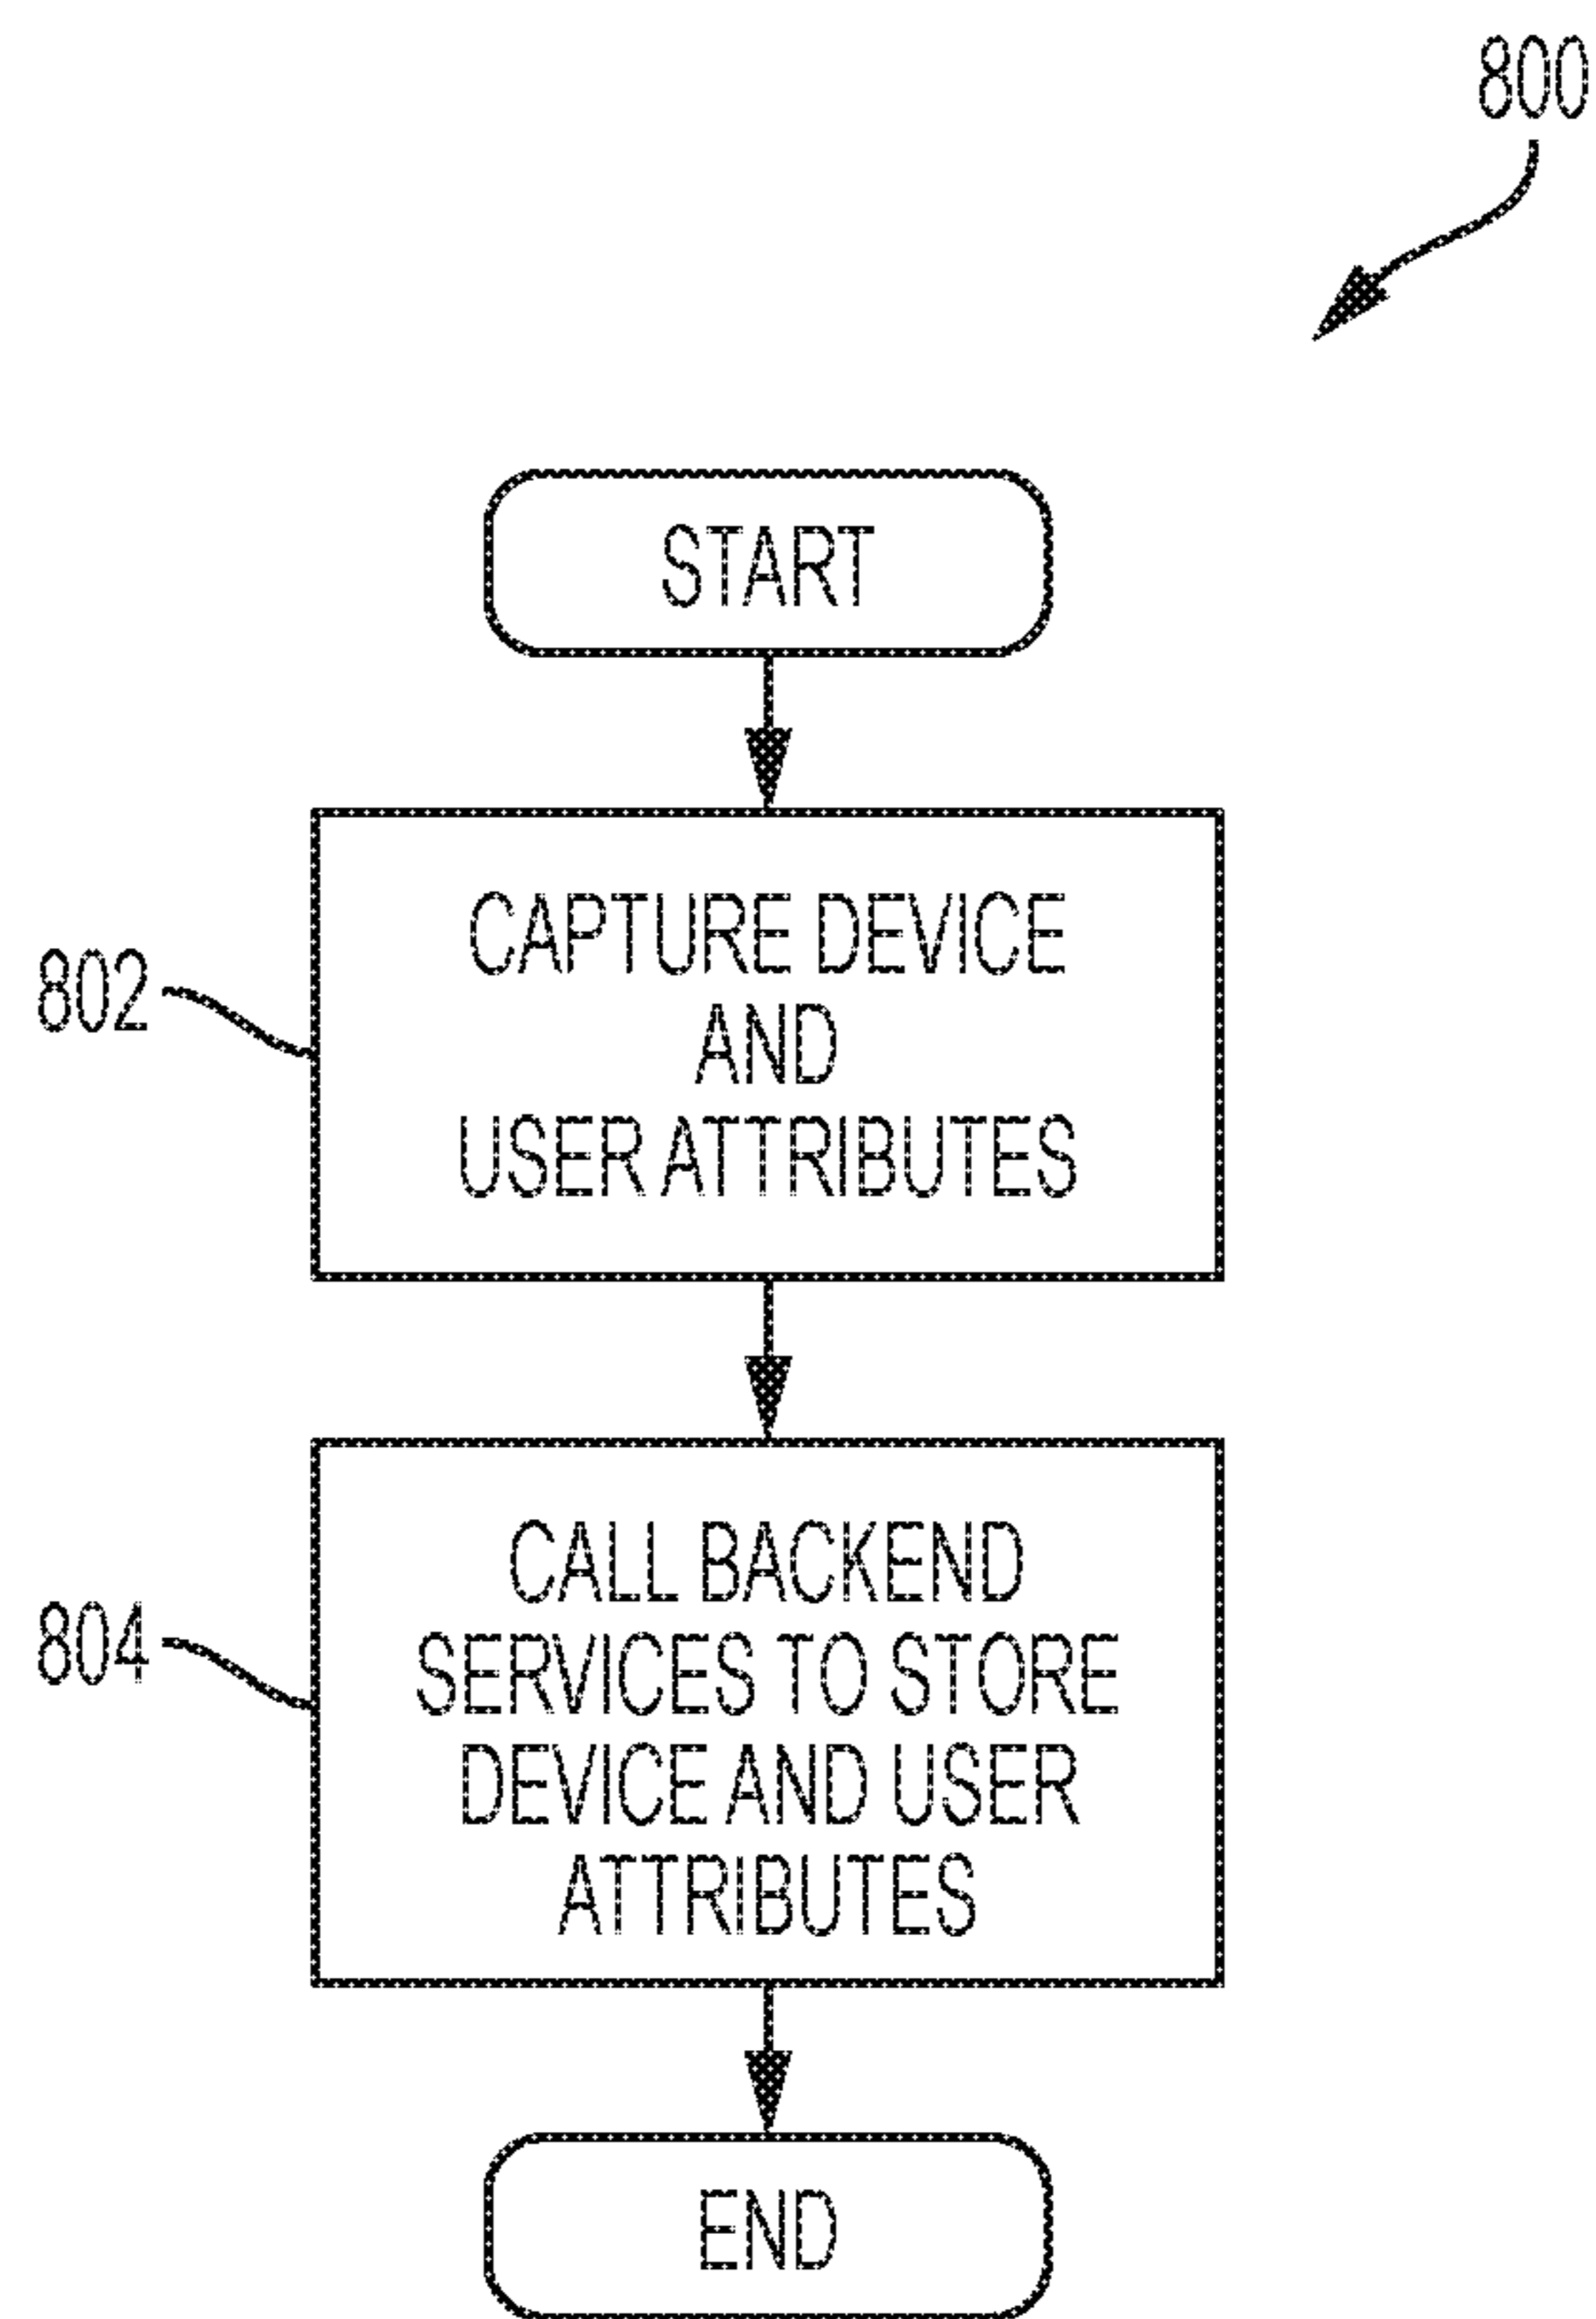 800
START
802
CAPTURE DEVICE
AND
USER ATTRIBUTES
804
CALL BACKEND
SERVICES TO STORE
DEVICE AND USER
ATTRIBUTES
END